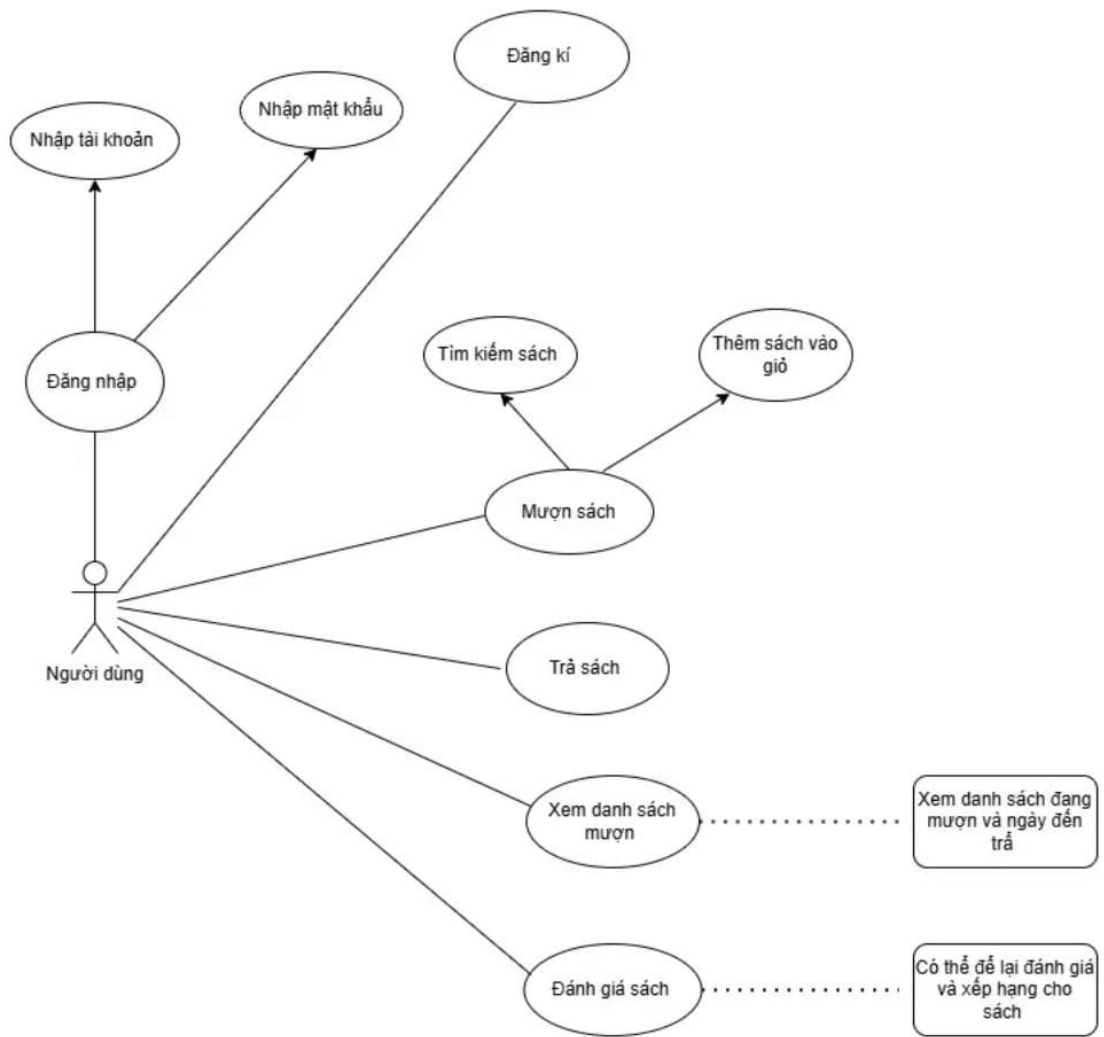 Đăng kí
Nhập mật khẩu
Nhập tài khoản
Tìm kiếm sách
Thêm sách vào
giỏ
Đăng nhập
Mượn sách
Người dùng
Trả sách
Xem danh sách
mượn
Xem danh sách đang
mượn và ngày đến
trả
Đánh giá sách
Có thể để lại đánh giá
và xếp hạng cho
sách